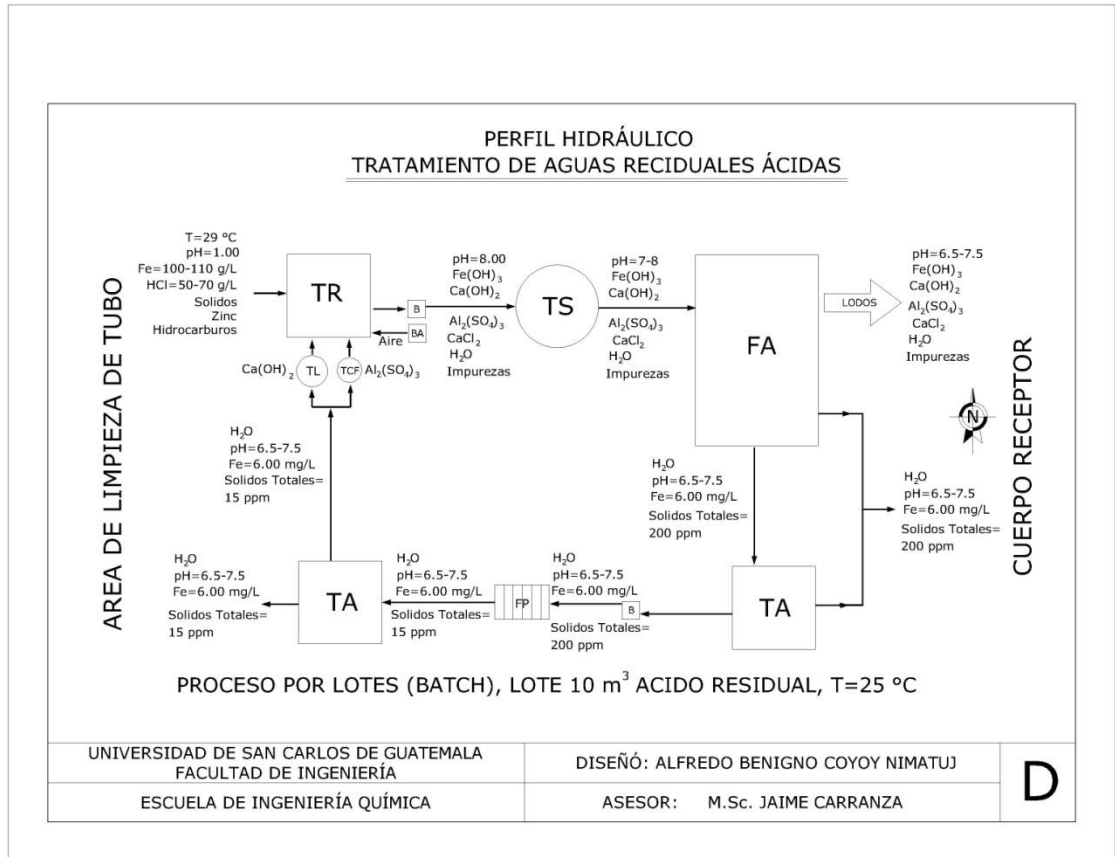 PERFIL HIDRÁULICO
TRATAMIENTO DE AGUAS RECIDUALES ÁCIDAS
AREA DE LIMPIEZA DE TUBO
T=29 °C
pH=1.00
Fe=100-110 g/L
HCl=50-70 g/L
Solidos
Zinc
Hidrocarburos
TR
B
BA
Aire
Ca(OH)₂
TL
TCF
Al₂(SO₄)₃
pH=8.00
Fe(OH)₃
Ca(OH)₂
Al₂(SO₄)₃
CaCl₂
H₂O
Impurezas
TS
pH=7-8
Fe(OH)₃
Ca(OH)₂
Al₂(SO₄)₃
CaCl₂
H₂O
Impurezas
FA
LODOS
pH=6.5-7.5
Fe(OH)₃
Ca(OH)₂
Al₂(SO₄)₃
CaCl₂
H₂O
Impurezas
N
CUERPO RECEPTOR
H₂O
pH=6.5-7.5
Fe=6.00 mg/L
Solidos Totales=
15 ppm
H₂O
pH=6.5-7.5
Fe=6.00 mg/L
Solidos Totales=
200 ppm
H₂O
pH=6.5-7.5
Fe=6.00 mg/L
Solidos Totales=
200 ppm
H₂O
pH=6.5-7.5
Fe=6.00 mg/L
Solidos Totales=
15 ppm
TA
H₂O
pH=6.5-7.5
Fe=6.00 mg/L
Solidos Totales=
15 ppm
FP
H₂O
pH=6.5-7.5
Fe=6.00 mg/L
Solidos Totales=
200 ppm
B
TA
PROCESO POR LOTES (BATCH), LOTE 10 m³ ACIDO RESIDUAL, T=25 °C
UNIVERSIDAD DE SAN CARLOS DE GUATEMALA
FACULTAD DE INGENIERÍA
DISEÑÓ: ALFREDO BENIGNO COYOY NIMATUJ
ESCUELA DE INGENIERÍA QUÍMICA
ASESOR: M.Sc. JAIME CARRANZA
D